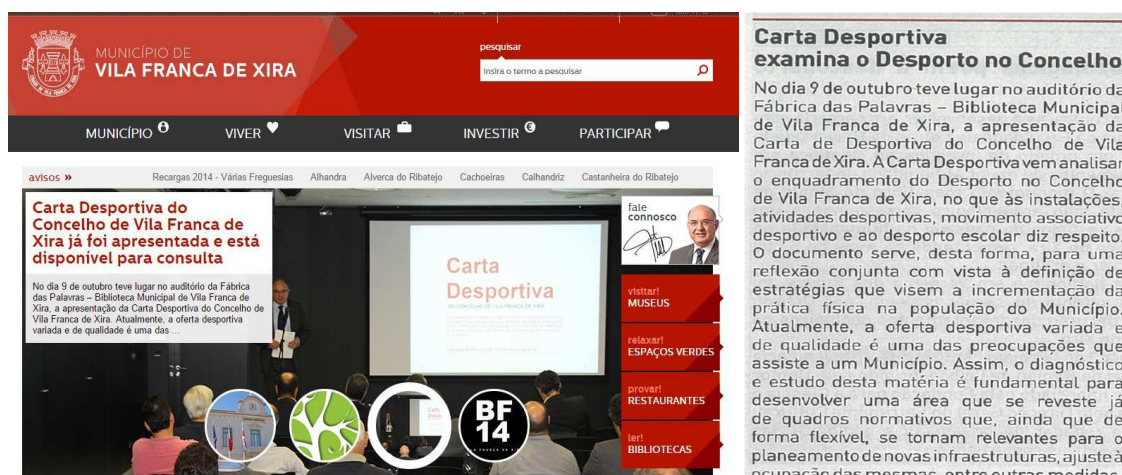 MUNICÍPIO DE
VILA FRANCA DE XIRA
pesquisar
Insira o termo a pesquisar
MUNICÍPIO
VIVER
VISITAR
INVESTIR
PARTICIPAR
avisos »
Recargas 2014 - Várias Freguesias Alhandra Alverca do Ribatejo Cachoeiras Calhandriz Castanheira do Ribatejo
Carta Desportiva do
Concelho de Vila Franca de
Xira já foi apresentada e está
disponível para consulta
No dia 9 de outubro teve lugar no auditório da Fábrica
das Palavras – Biblioteca Municipal de Vila Franca de
Xira, a apresentação da Carta Desportiva do Concelho de
Vila Franca de Xira. Atualmente, a oferta desportiva
variada e de qualidade é uma das ...
Carta
Desportiva
BF
14
fale
connosco
visitar!
MUSEUS
relaxar!
ESPAÇOS VERDES
provar!
RESTAURANTES
ler!
BIBLIOTECAS
Carta Desportiva
examina o Desporto no Concelho
No dia 9 de outubro teve lugar no auditório da
Fábrica das Palavras – Biblioteca Municipal
de Vila Franca de Xira, a apresentação da
Carta de Desportiva do Concelho de Vila
Franca de Xira. A Carta Desportiva vem analisar
o enquadramento do Desporto no Concelho
de Vila Franca de Xira, no que às instalações,
atividades desportivas, movimento associativo
desportivo e ao desporto escolar diz respeito.
O documento serve, desta forma, para uma
reflexão conjunta com vista à definição de
estratégias que visem a incrementação da
prática física na população do Município.
Atualmente, a oferta desportiva variada e
de qualidade é uma das preocupações que
assiste a um Município. Assim, o diagnóstico
e estudo desta matéria é fundamental para
desenvolver uma área que se reveste já
de quadros normativos que, ainda que de
forma flexível, se tornam relevantes para o
planeamento de novas infraestruturas, ajuste à
ocupação das mesmas, entre outras medidas.